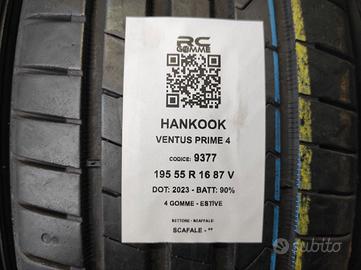 RC
GOMME
HANKOOK
VENTUS PRIME 4
CODICE: 9377
195 55 R 16 87 V
DOT: 2023 - BATT: 90%
4 GOMME - ESTIVE
SETTORE - SCAFFALE:
SCAFALE - **
subito